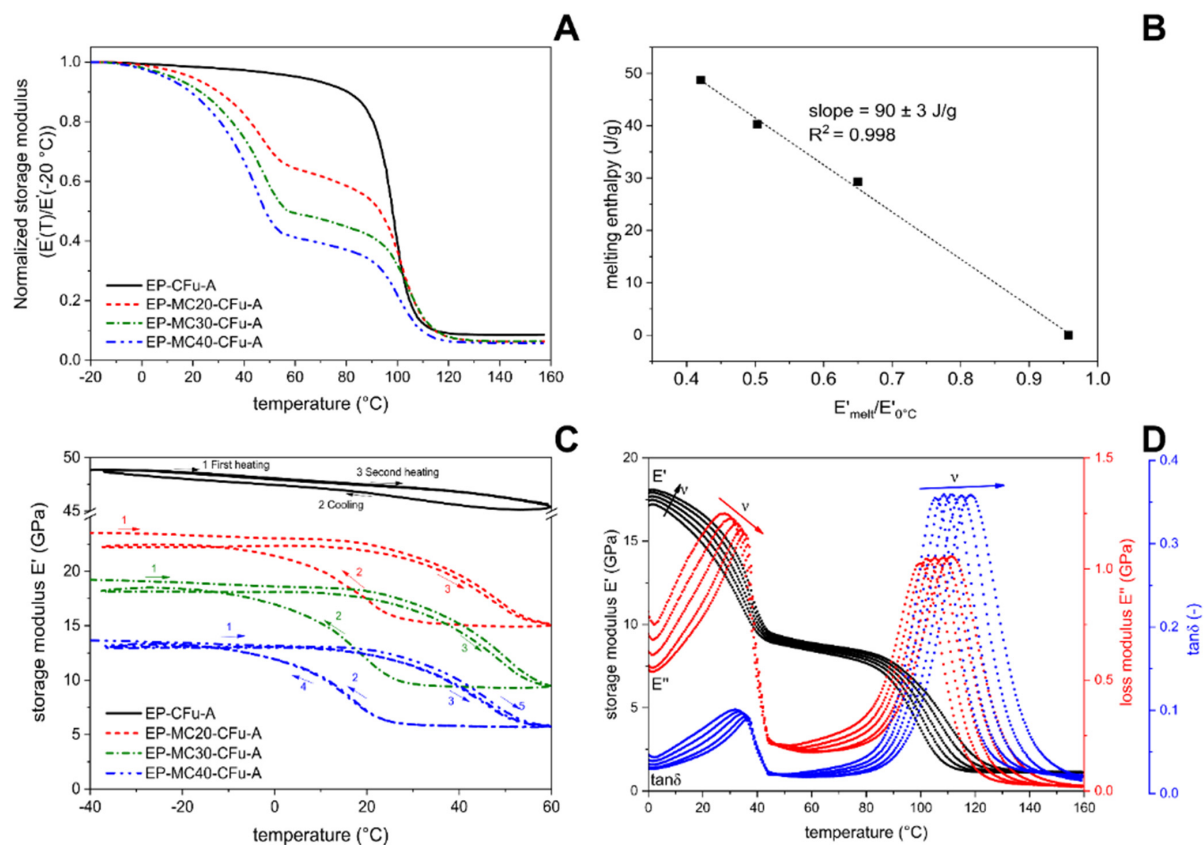 A
Normalized storage modulus
(E'(T)/E'(-20 °C))
1.0
0.8
0.6
0.4
0.2
0.0
EP-CFu-A
EP-MC20-CFu-A
EP-MC30-CFu-A
EP-MC40-CFu-A
-20 0 20 40 60 80 100 120 140 160
temperature (°C)
B
melting enthalpy (J/g)
50
40
30
20
10
0
slope = 90 ± 3 J/g
R² = 0.998
0.4 0.5 0.6 0.7 0.8 0.9 1.0
E'melt/E'0°C
C
storage modulus E' (GPa)
50
45
25
20
15
10
5
0
1 First heating
3 Second heating
2 Cooling
1
2
3
1
2
3
1
2
3
4
5
EP-CFu-A
EP-MC20-CFu-A
EP-MC30-CFu-A
EP-MC40-CFu-A
-40 -20 0 20 40 60
temperature (°C)
D
storage modulus E' (GPa)
20
15
10
5
0
E'
ν
ν
ν
E"
tanδ
0 20 40 60 80 100 120 140 160
temperature (°C)
1.5
1.0
0.5
0.0
loss modulus E" (GPa)
0.4
0.3
0.2
0.1
0.0
tanδ (-)